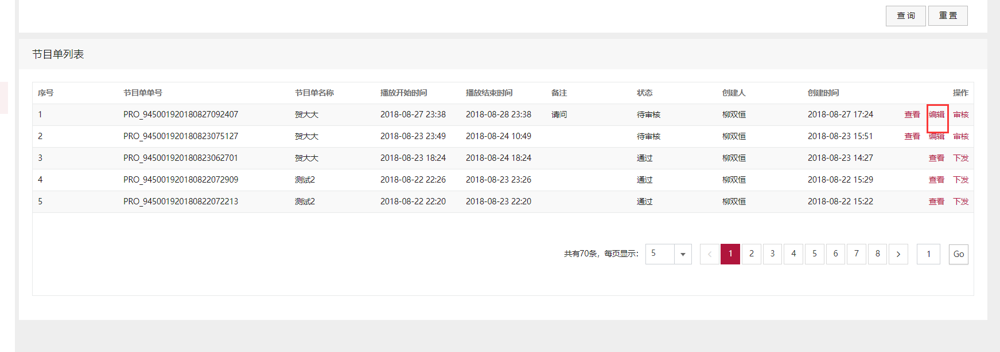 查 询 重 置
节目单列表
序号 节目单单号 节目单名称 播放开始时间 播放结束时间 备注 状态 创建人 创建时间 操作
1 PRO_945001920180827092407 贺大大 2018-08-27 23:38 2018-08-28 23:38 请问 待审核 柳双恒 2018-08-27 17:24 查看 编辑 审核
2 PRO_945001920180823075127 贺大大 2018-08-23 23:49 2018-08-24 10:49 待审核 柳双恒 2018-08-23 15:51 查看 编辑 审核
3 PRO_945001920180823062701 贺大大 2018-08-23 18:24 2018-08-24 18:24 通过 柳双恒 2018-08-23 14:27 查看 下发
4 PRO_945001920180822072909 测试2 2018-08-22 22:26 2018-08-23 23:26 通过 柳双恒 2018-08-22 15:29 查看 下发
5 PRO_945001920180822072213 测试2 2018-08-22 22:20 2018-08-23 22:20 通过 柳双恒 2018-08-22 15:22 查看 下发
共有70条，每页显示： 5 < 1 2 3 4 5 6 7 8 > 1 Go